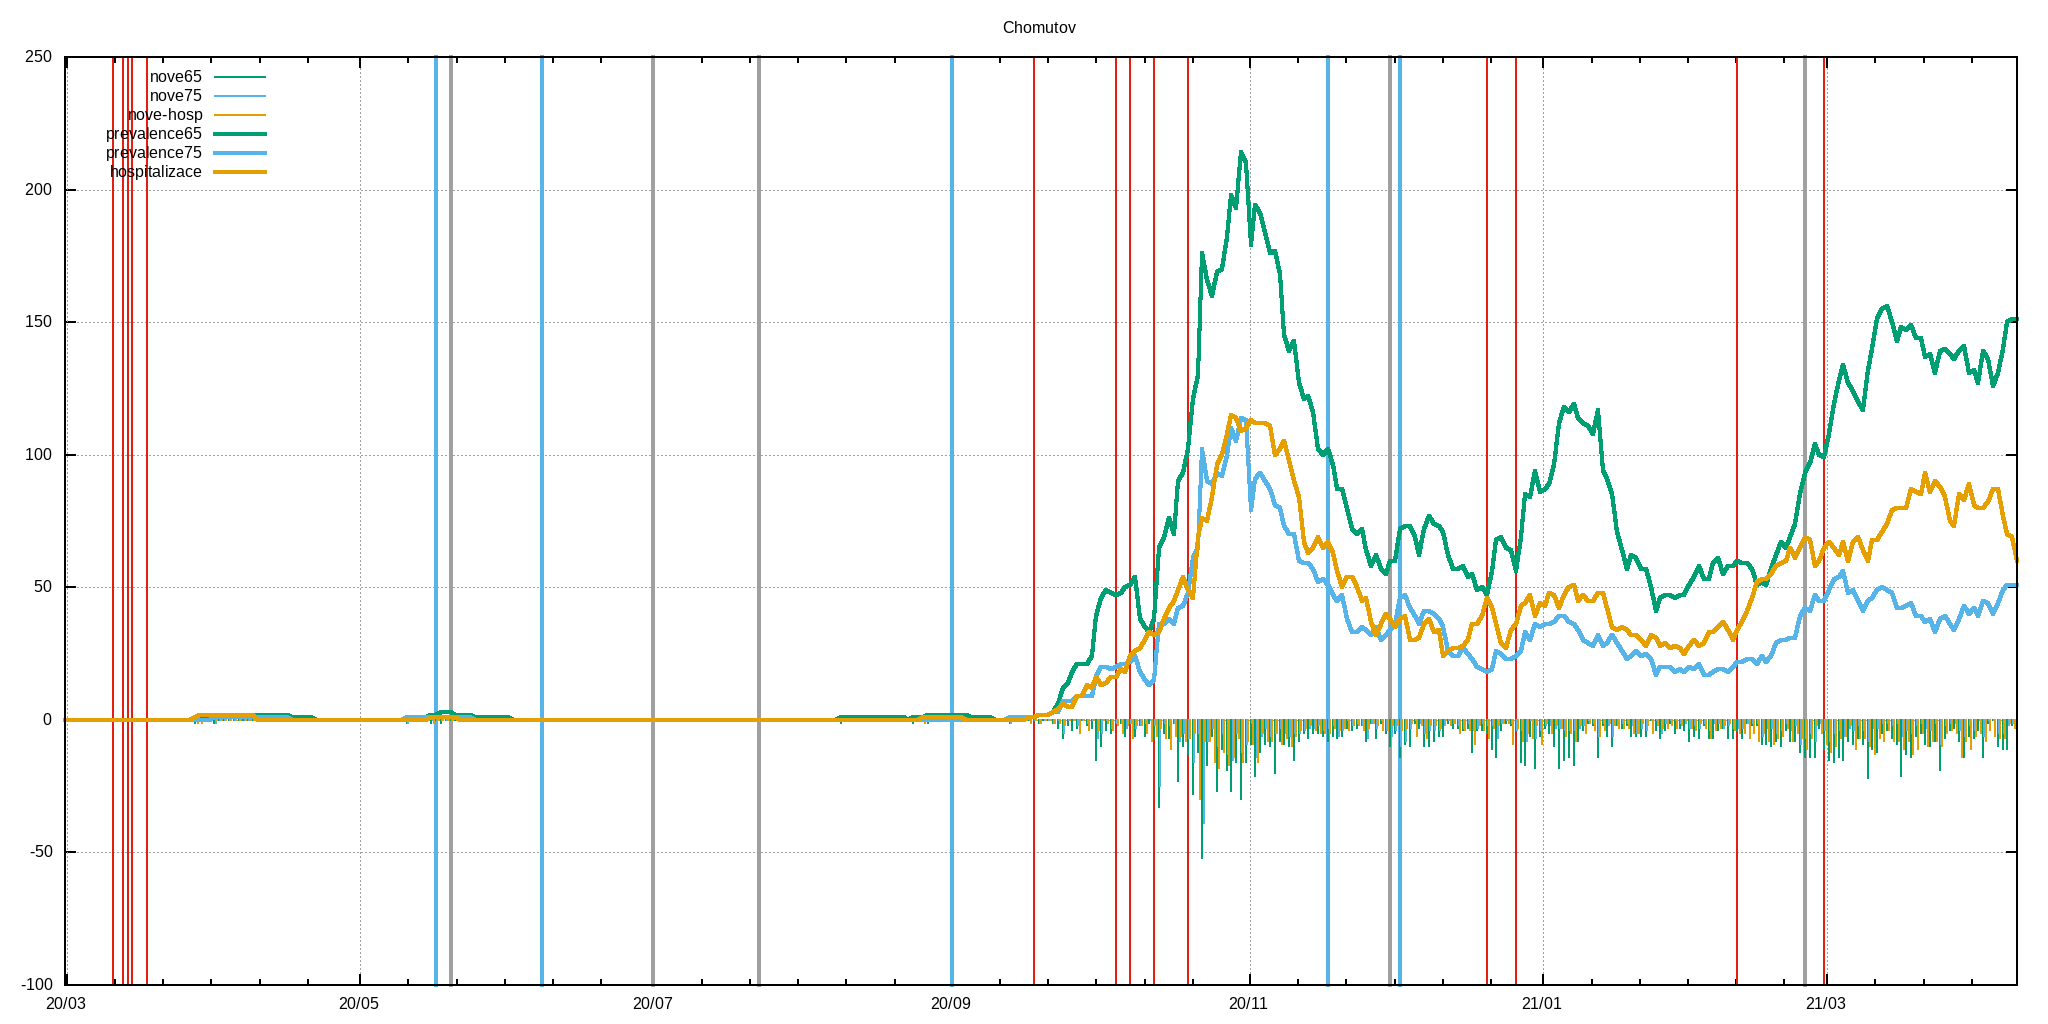 Chomutov
250
200
150
100
50
0
-50
-100
nove65
nove75
nove-hosp
prevalence65
prevalence75
hospitalizace
20/03 20/05 20/07 20/09 20/11 21/01 21/03